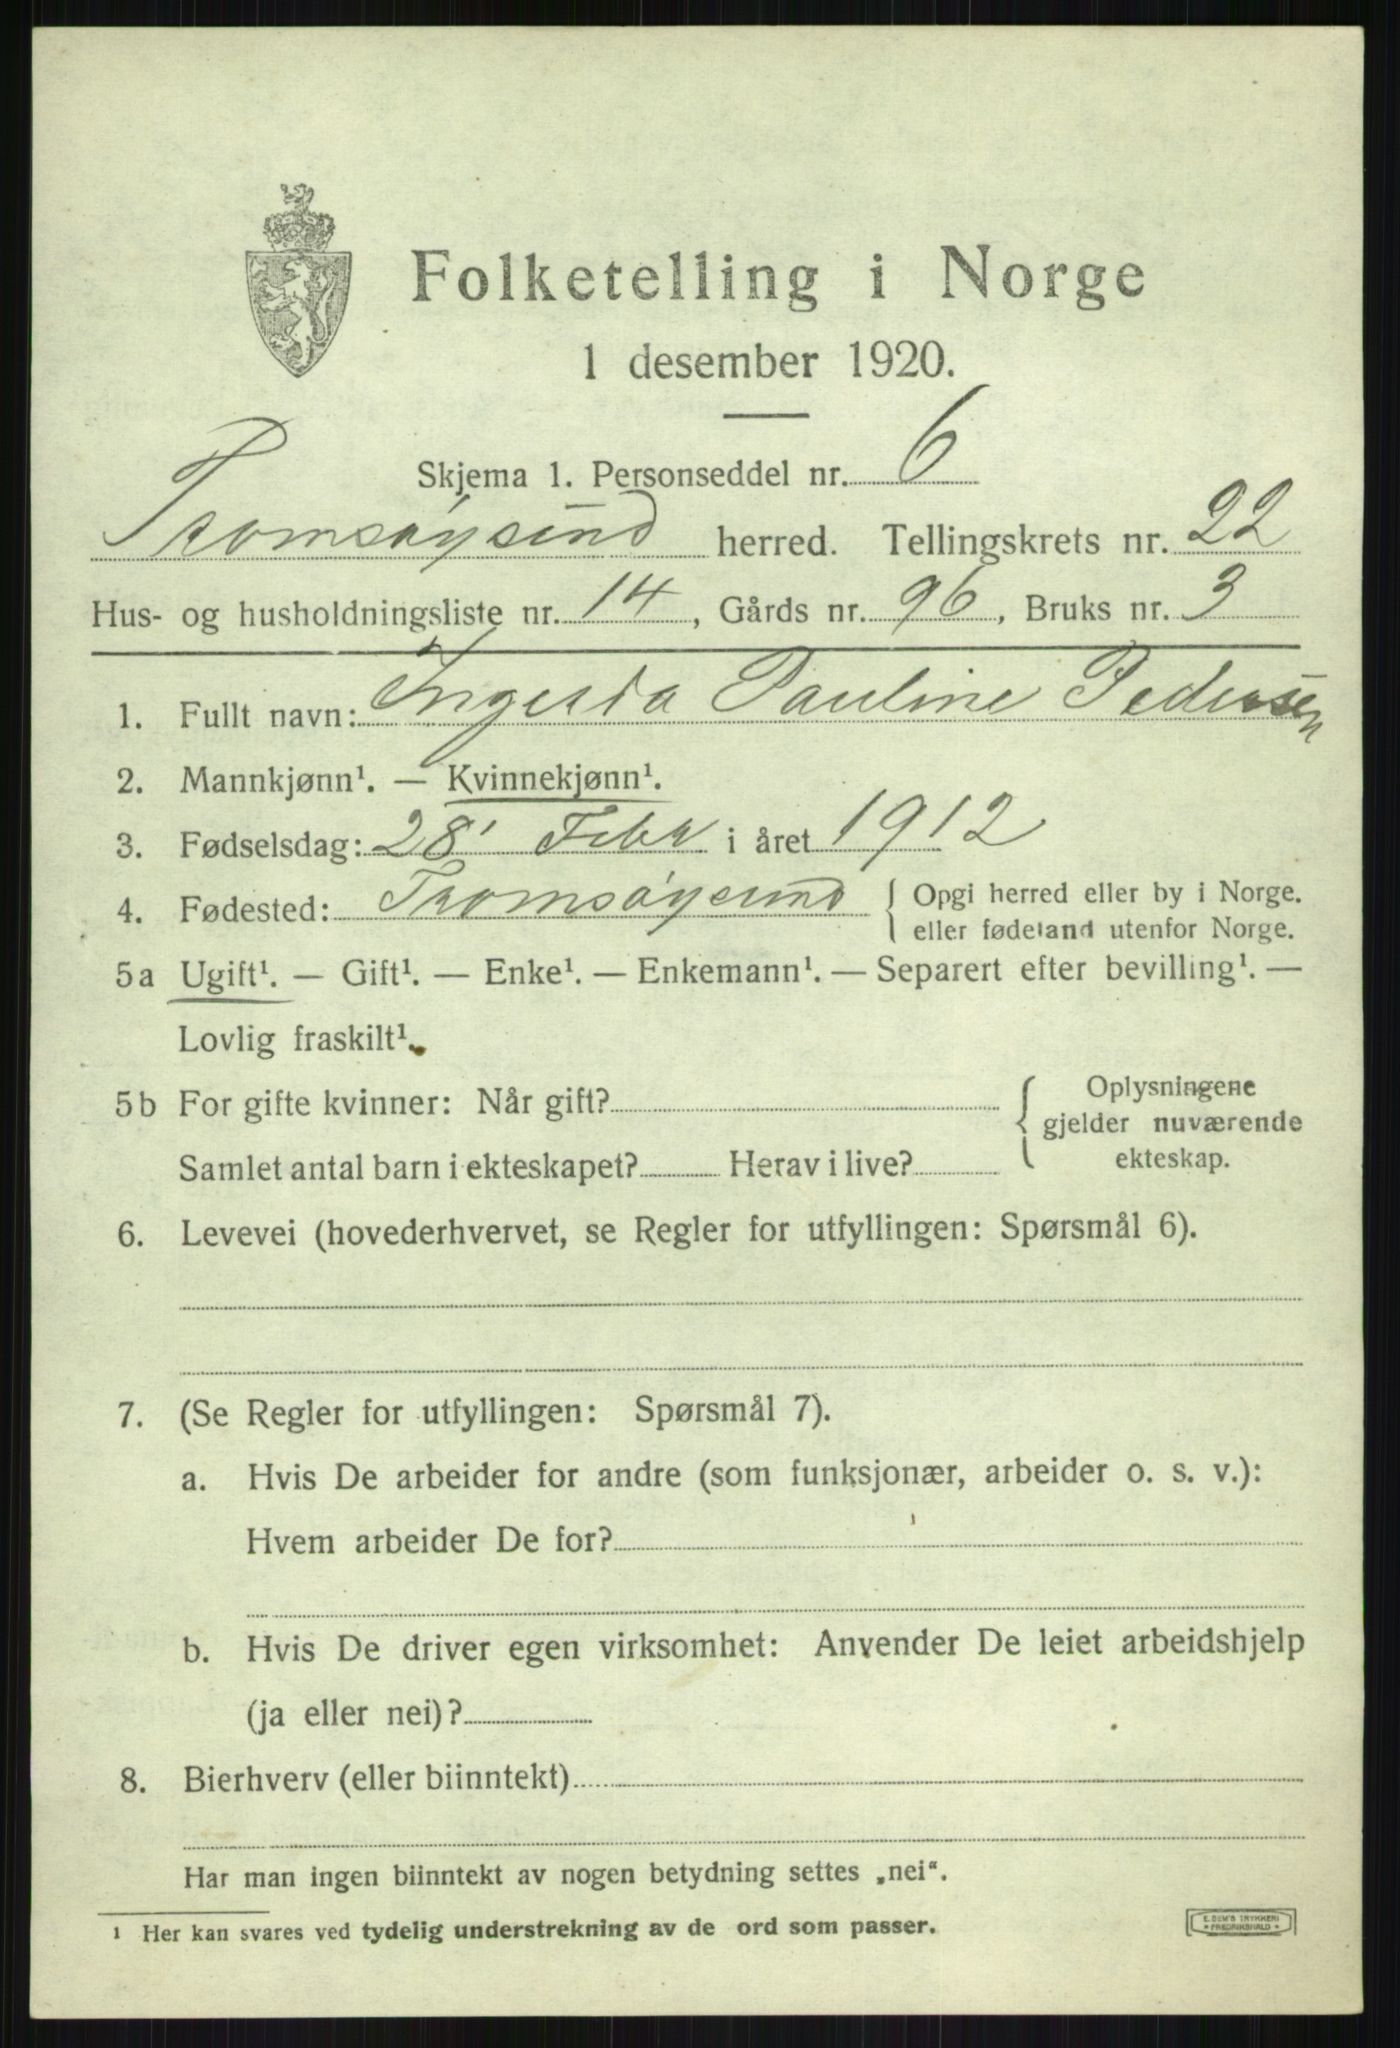 Folketelling i Norge
1 desember 1920.
Skjema 1. Personseddel nr. 6
Tromsøysund herred. Tellingskrets nr. 22
Hus- og husholdningsliste nr. 14, Gårds nr. 96, Bruks nr. 3
1. Fullt navn: Pauline Pedersen
2. Mannkjønn¹. — Kvinnekjønn¹.
3. Fødselsdag: 28' Febr i året 1912
4. Fødested: Tromsøysund { Opgi herred eller by i Norge.
eller fødeland utenfor Norge.
5a Ugift¹. — Gift¹. — Enke¹. — Enkemann¹. — Separert efter bevilling¹. —
Lovlig fraskilt¹.
5b For gifte kvinner: Når gift? { Oplysningene
gjelder nuværende
Samlet antal barn i ekteskapet? Herav i live? ekteskap.
6. Levevei (hovederhvervet, se Regler for utfyllingen: Spørsmål 6).
7. (Se Regler for utfyllingen: Spørsmål 7).
a. Hvis De arbeider for andre (som funksjonær, arbeider o. s. v.):
Hvem arbeider De for?
b. Hvis De driver egen virksomhet: Anvender De leiet arbeidshjelp
(ja eller nei)?
8. Bierhverv (eller biinntekt)
Har man ingen biinntekt av nogen betydning settes „nei“.
¹ Her kan svares ved tydelig understrekning av de ord som passer.
E. SEM'S TRYKKERI
* FREDRIKSHALD *